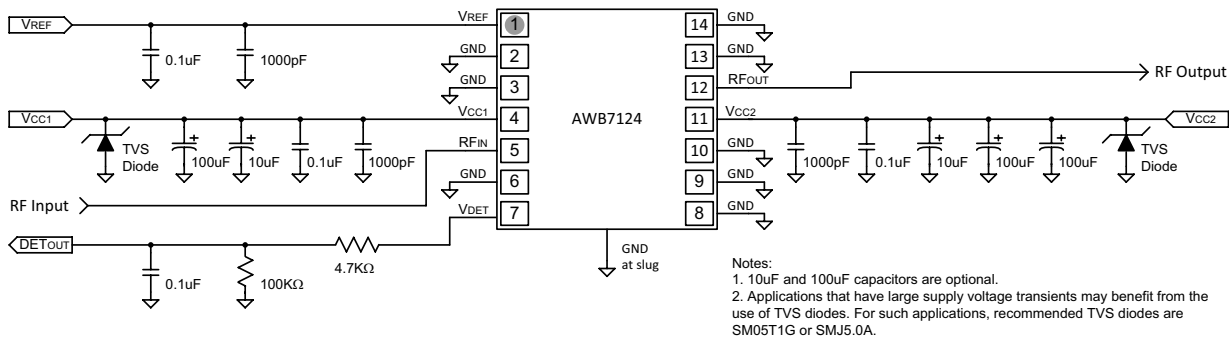 VREF
0.1uF
1000pF
VREF
1
GND
2
GND
3
VCC1
TVS
Diode
100uF
10uF
0.1uF
1000pF
VCC1
4
RFIN
5
RF Input
GND
6
VDET
7
DETOUT
0.1uF
100KΩ
4.7KΩ
AWB7124
GND
at slug
14
GND
13
GND
12
RFOUT
RF Output
11
VCC2
VCC2
1000pF
0.1uF
10uF
100uF
100uF
TVS
Diode
10
GND
9
GND
8
GND
Notes:
1. 10uF and 100uF capacitors are optional.
2. Applications that have large supply voltage transients may benefit from the
use of TVS diodes. For such applications, recommended TVS diodes are
SM05T1G or SMJ5.0A.